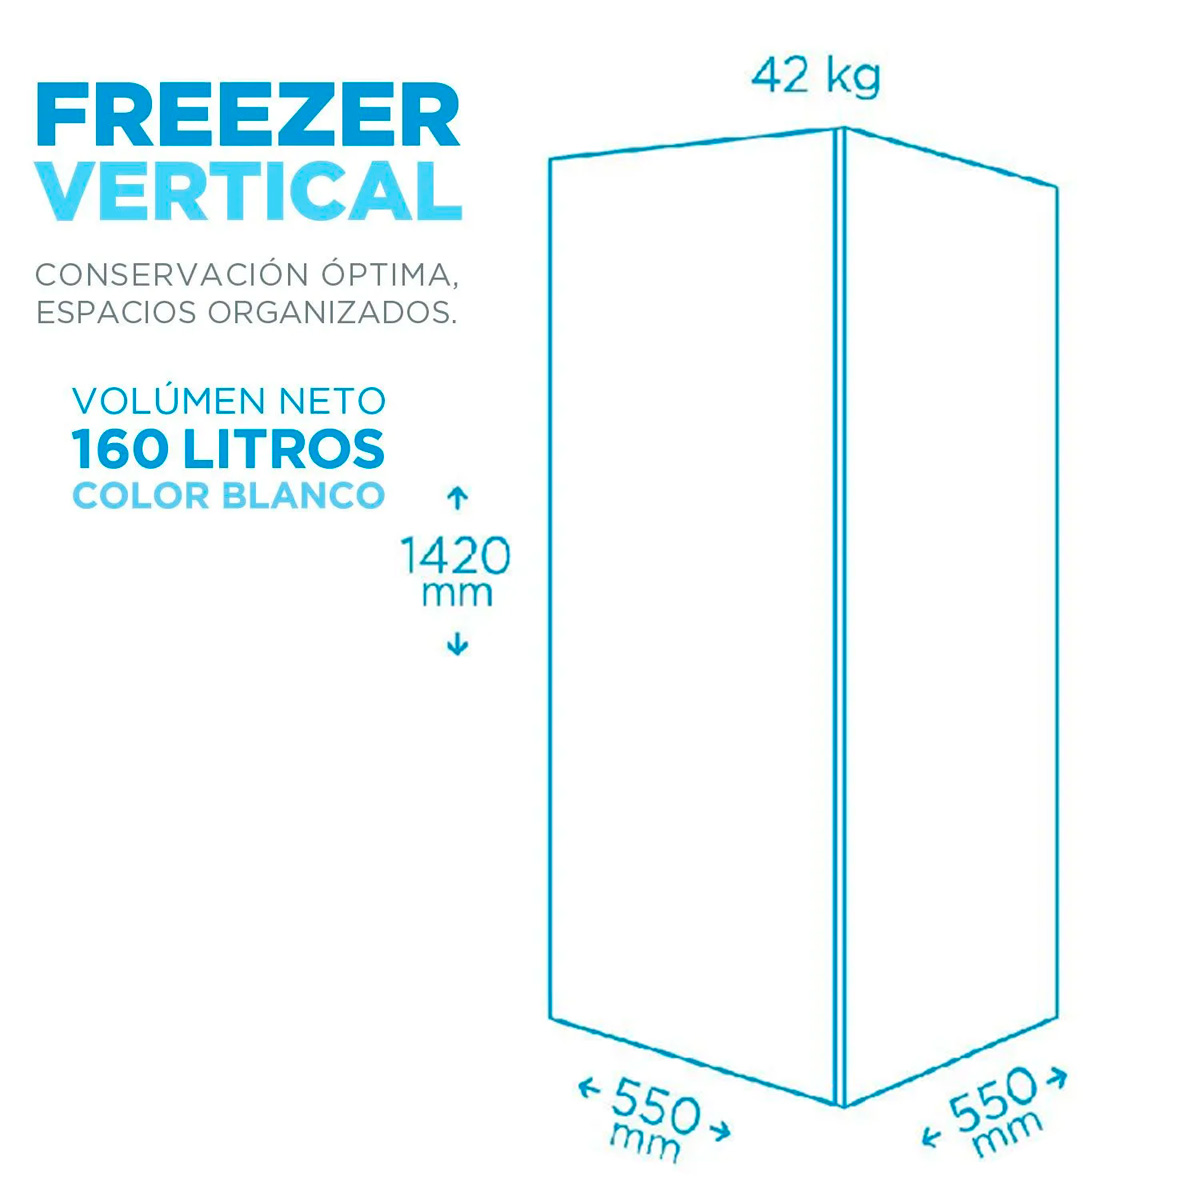 FREEZER
VERTICAL
CONSERVACIÓN ÓPTIMA,
ESPACIOS ORGANIZADOS.
VOLÚMEN NETO
160 LITROS
COLOR BLANCO
42 kg
1420
mm
550
mm
550
mm